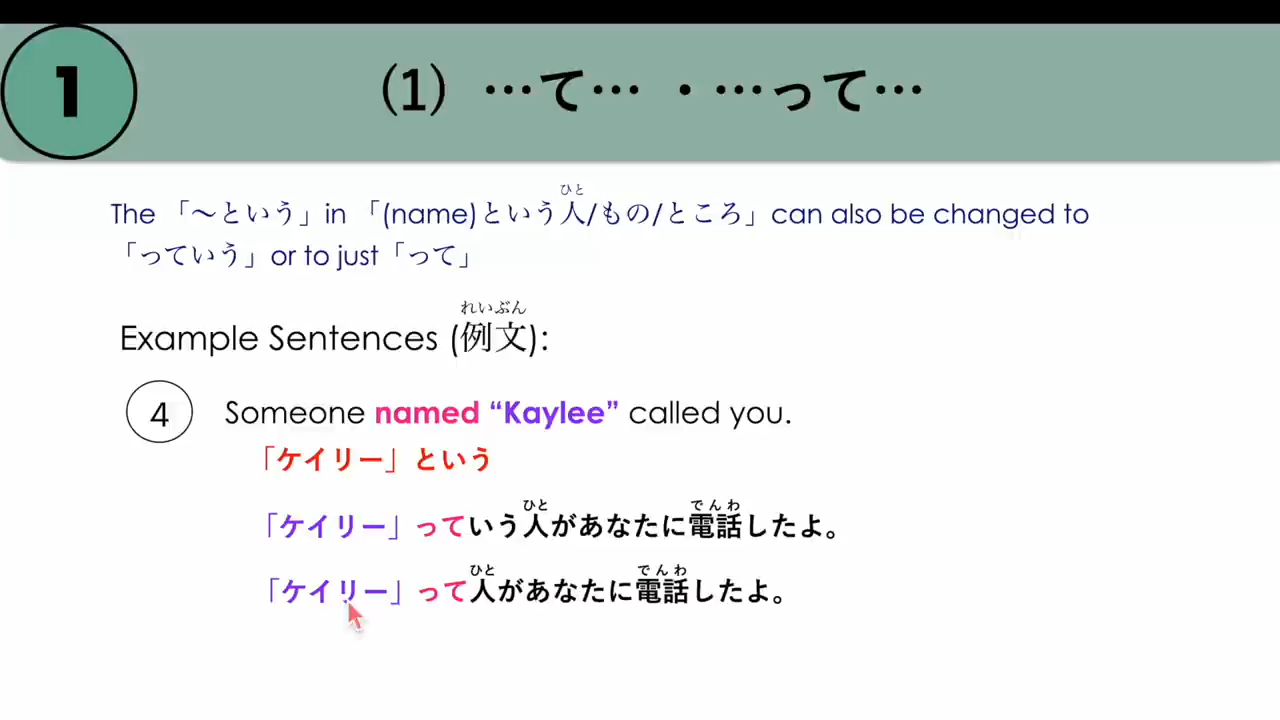 1
(1) …て… ・…って…
ひと
The 「〜という」in 「(name)という人/もの/ところ」can also be changed to
「っていう」or to just「って」
れいぶん
Example Sentences (例文):
4 Someone named “Kaylee” called you.
「ケイリー」という
ひと でんわ
「ケイリー」っていう人があなたに電話したよ。
ひと でんわ
「ケイリー」って人があなたに電話したよ。